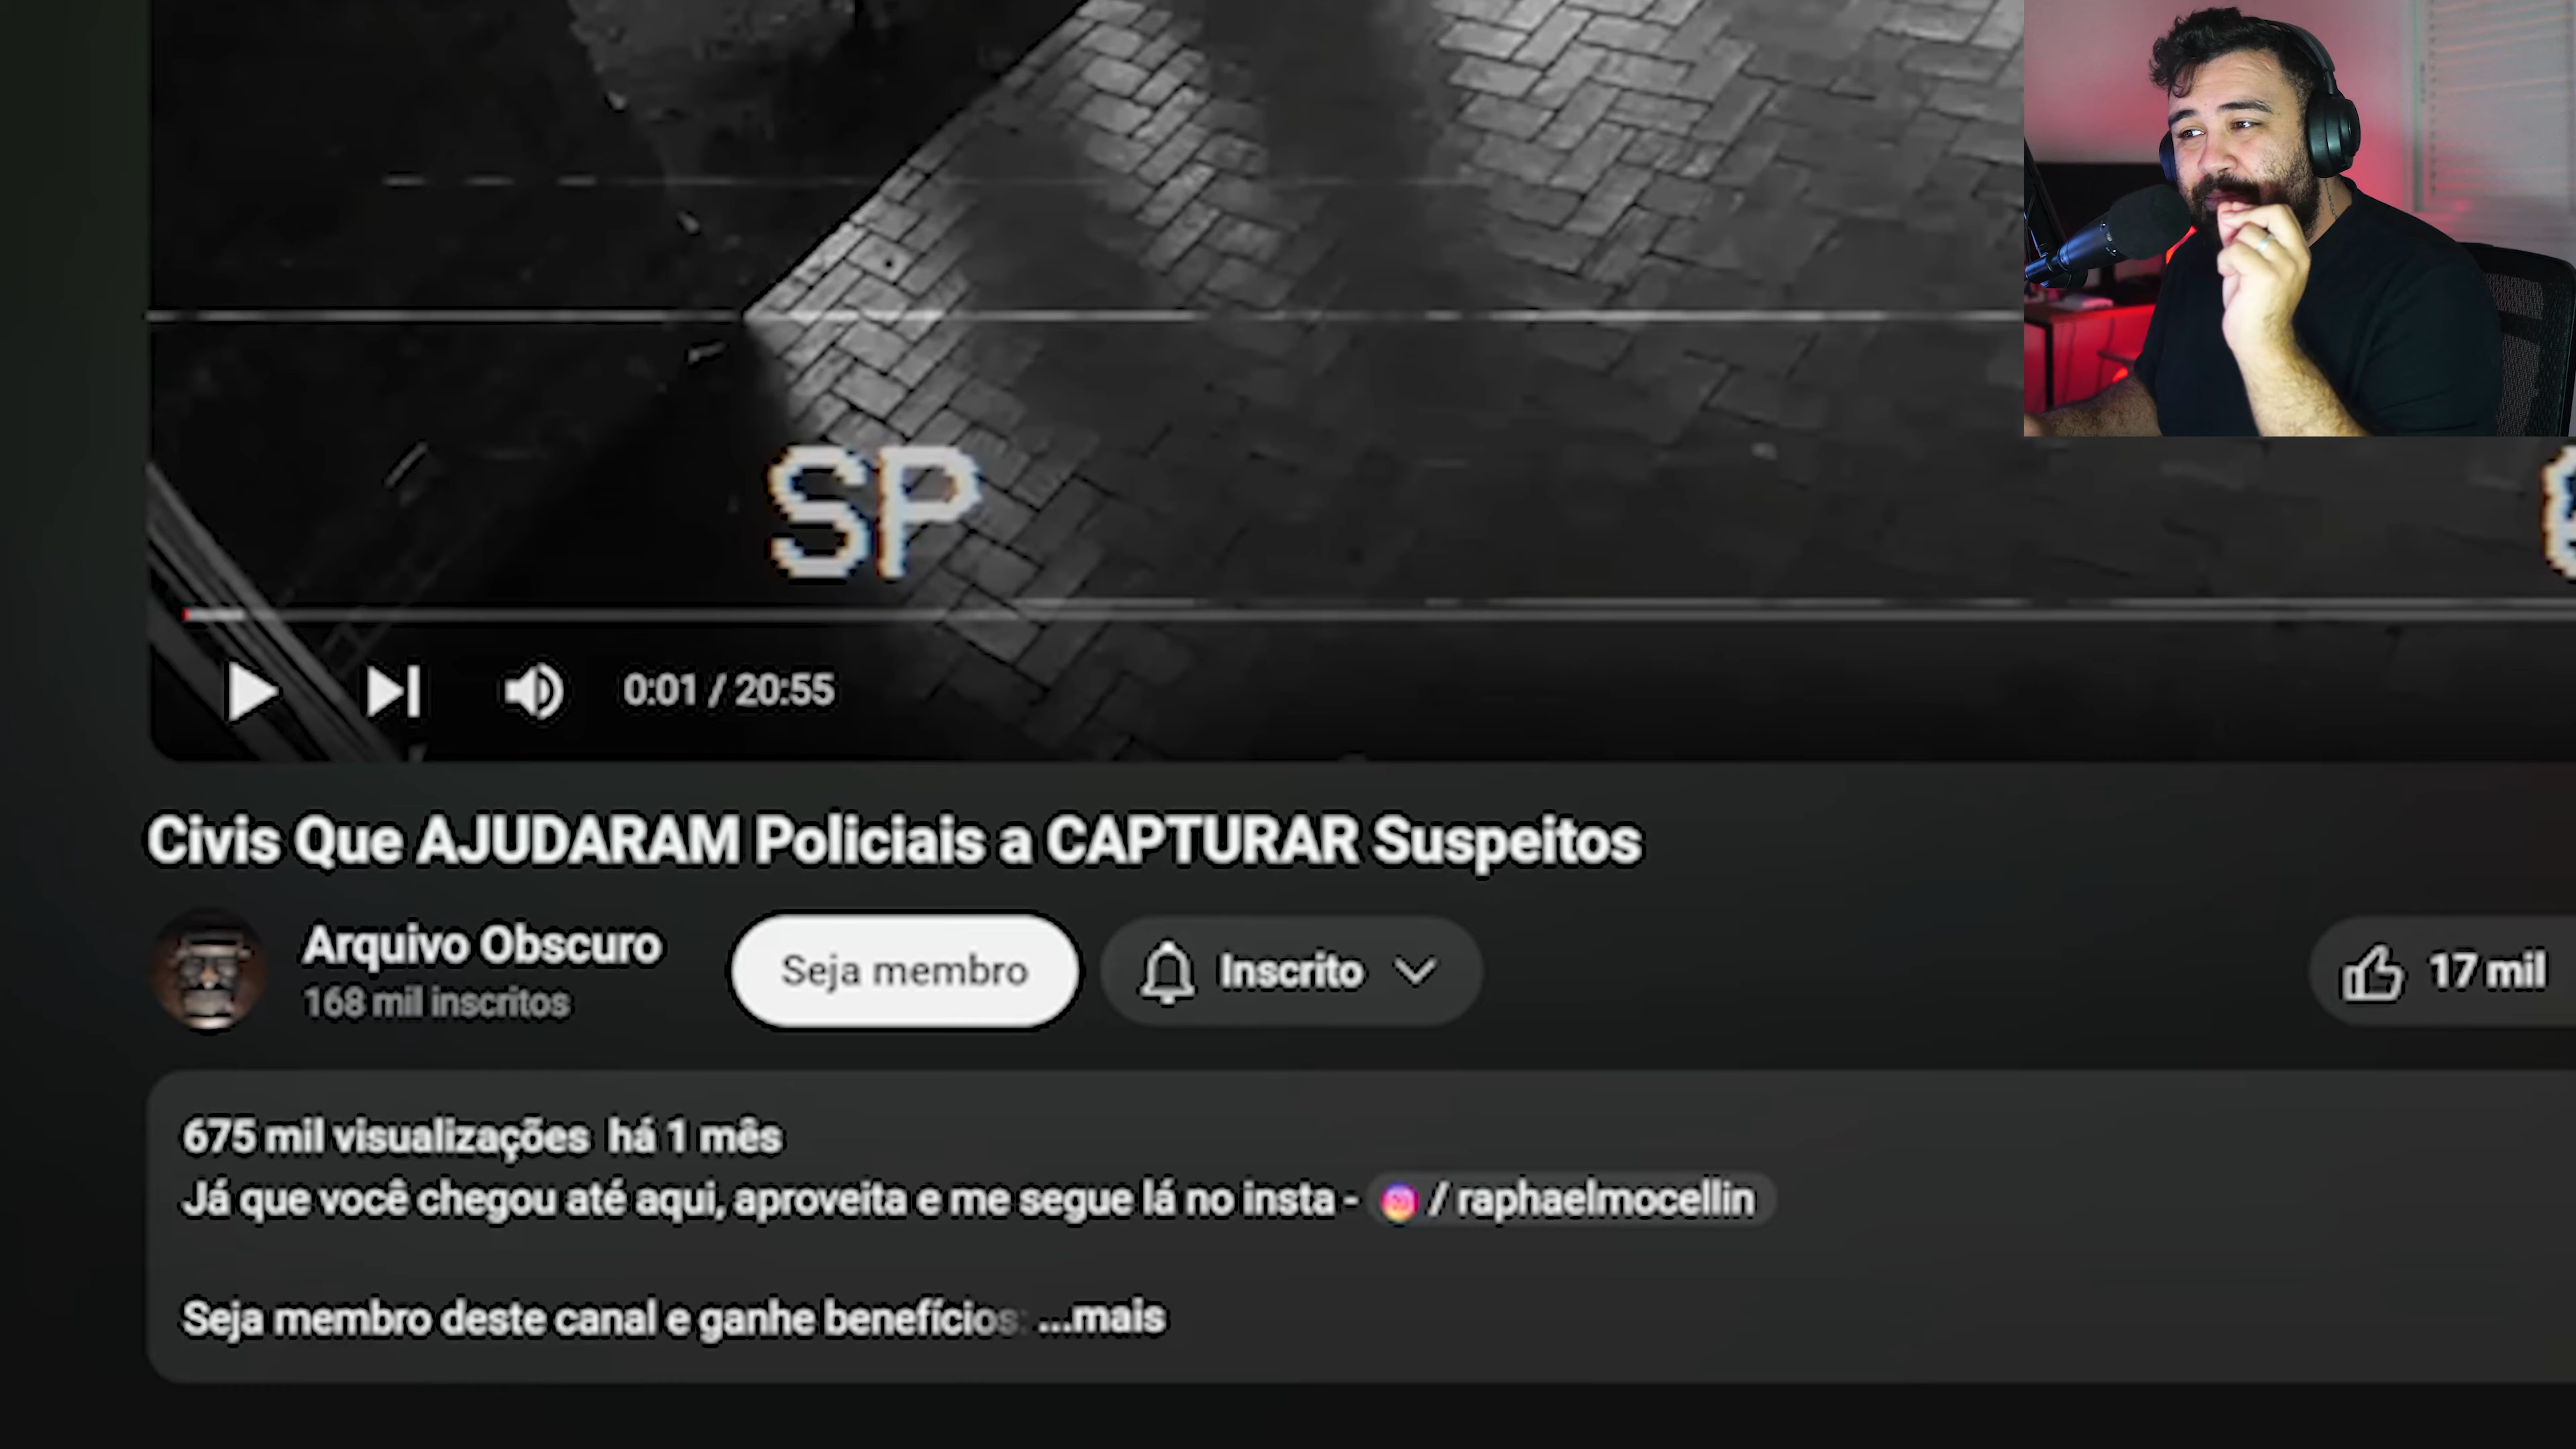 SP
0:01 / 20:55
Civis Que AJUDARAM Policiais a CAPTURAR Suspeitos
Arquivo Obscuro
168 mil inscritos
Seja membro
Inscrito
17 mil
675 mil visualizações há 1 mês
Já que você chegou até aqui, aproveita e me segue lá no insta - / raphaelmocellin
Seja membro deste canal e ganhe benefícios: ...mais